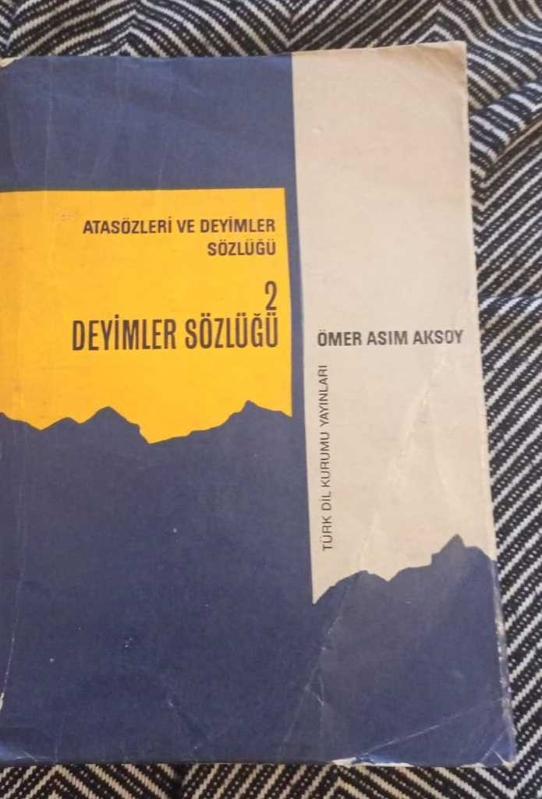 ATASÖZLERİ VE DEYİMLER
SÖZLÜĞÜ
2
DEYİMLER SÖZLÜĞÜ
ÖMER ASIM AKSOY
TÜRK DİL KURUMU YAYINLARI